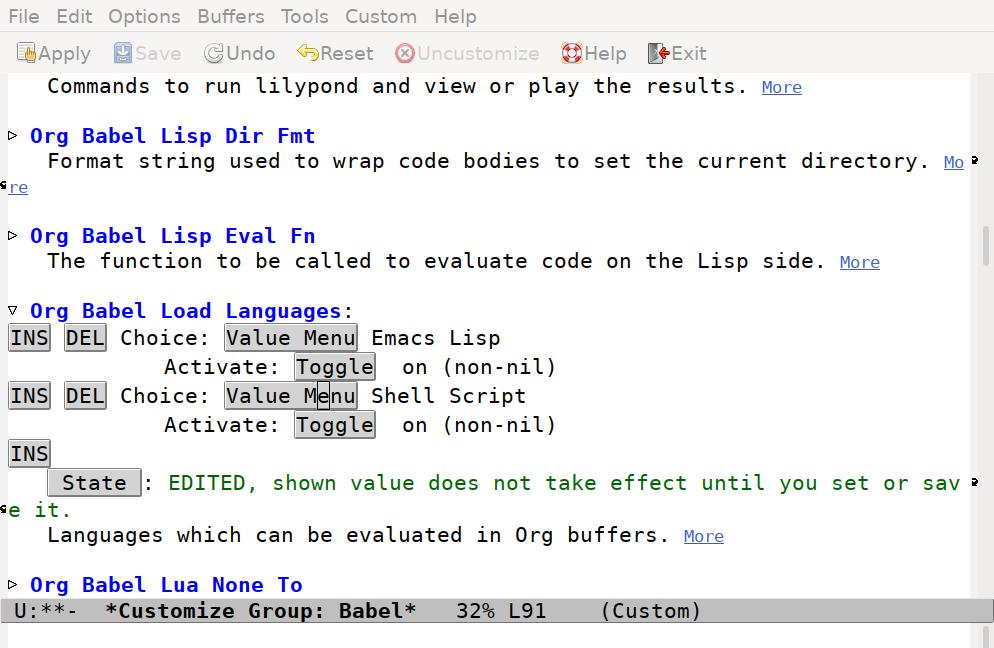 File Edit Options Buffers Tools Custom Help
Apply Save Undo Reset Uncustomize Help Exit
Commands to run lilypond and view or play the results. More
Org Babel Lisp Dir Fmt
Format string used to wrap code bodies to set the current directory. Mo
re
Org Babel Lisp Eval Fn
The function to be called to evaluate code on the Lisp side. More
Org Babel Load Languages:
INS DEL Choice: Value Menu Emacs Lisp
Activate: Toggle on (non-nil)
INS DEL Choice: Value Menu Shell Script
Activate: Toggle on (non-nil)
INS
State : EDITED, shown value does not take effect until you set or sav
e it.
Languages which can be evaluated in Org buffers. More
Org Babel Lua None To
U:**- *Customize Group: Babel* 32% L91 (Custom)